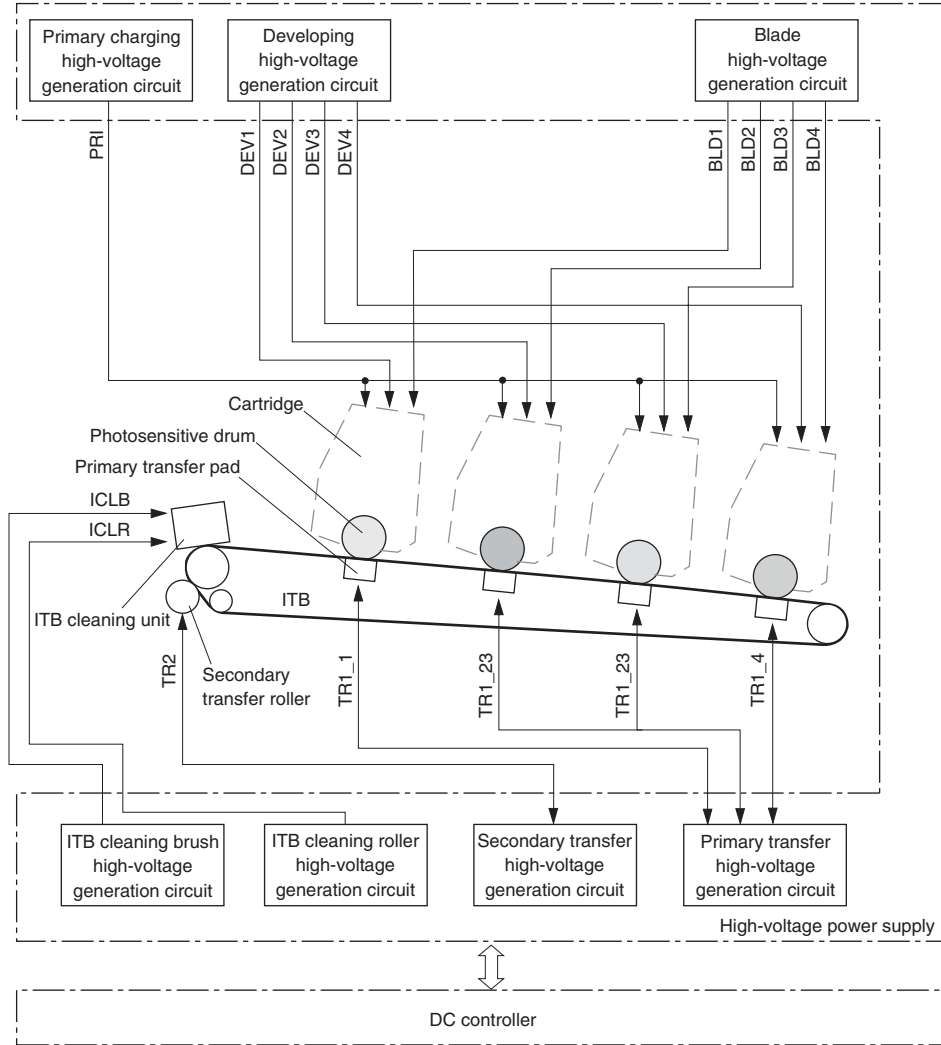 Primary charging
high-voltage
generation circuit
Developing
high-voltage
generation circuit
Blade
high-voltage
generation circuit
PRI
DEV1
DEV2
DEV3
DEV4
BLD1
BLD2
BLD3
BLD4
Cartridge
Photosensitive drum
Primary transfer pad
ICLB
ICLR
ITB
ITB cleaning unit
Secondary
transfer roller
TR2
TR1_1
TR1_23
TR1_23
TR1_4
ITB cleaning brush
high-voltage
generation circuit
ITB cleaning roller
high-voltage
generation circuit
Secondary transfer
high-voltage
generation circuit
Primary transfer
high-voltage
generation circuit
High-voltage power supply
DC controller